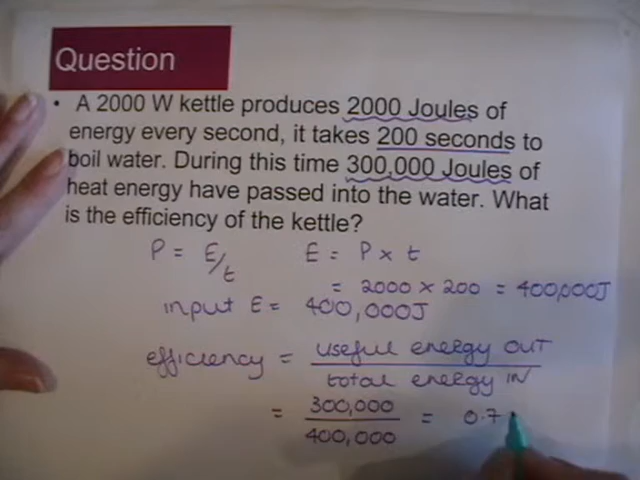 Question
• A 2000 W kettle produces 2000 Joules of
energy every second, it takes 200 seconds to
boil water. During this time 300,000 Joules of
heat energy have passed into the water. What
is the efficiency of the kettle?
P = E/t E = P × t
= 2000 × 200 = 400,000J
input E = 400,000J
efficiency = useful energy OUT
total energy IN
= 300,000 = 0.7
400,000